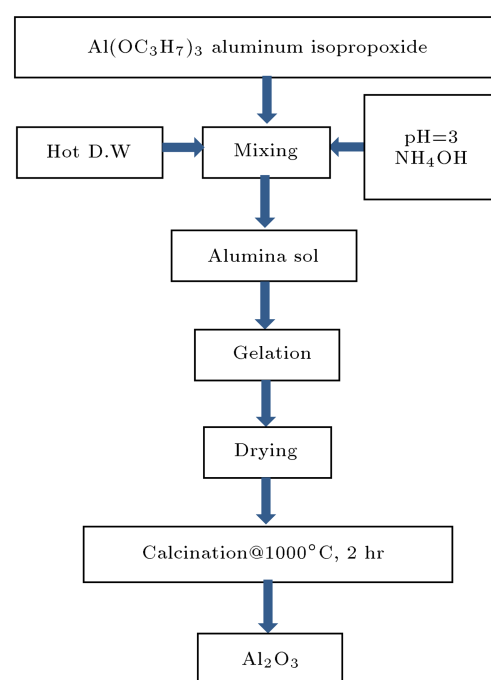 Al(OC₃H₇)₃ aluminum isopropoxide
Hot D.W
Mixing
pH=3
NH₄OH
Alumina sol
Gelation
Drying
Calcination@1000°C, 2 hr
Al₂O₃